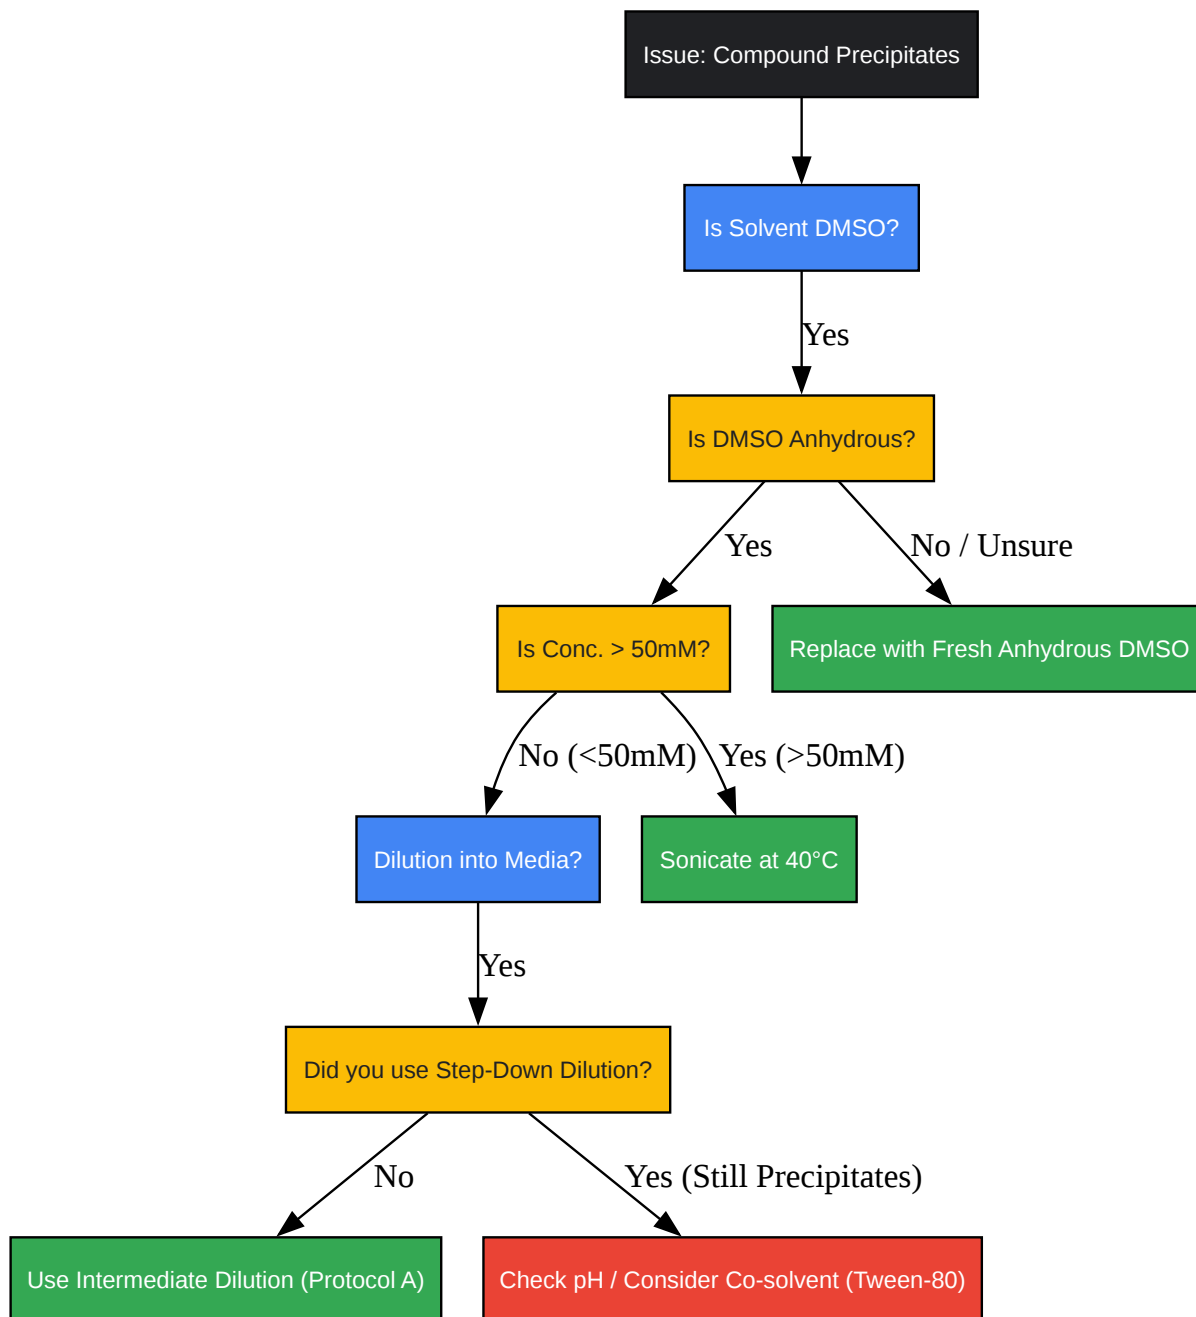 Issue: Compound Precipitates
Is Solvent DMSO?
Yes
Is DMSO Anhydrous?
Yes
No / Unsure
Is Conc. > 50mM?
Replace with Fresh Anhydrous DMSO
No (<50mM)
Yes (>50mM)
Dilution into Media?
Sonicate at 40°C
Yes
Did you use Step-Down Dilution?
No
Yes (Still Precipitates)
Use Intermediate Dilution (Protocol A)
Check pH / Consider Co-solvent (Tween-80)